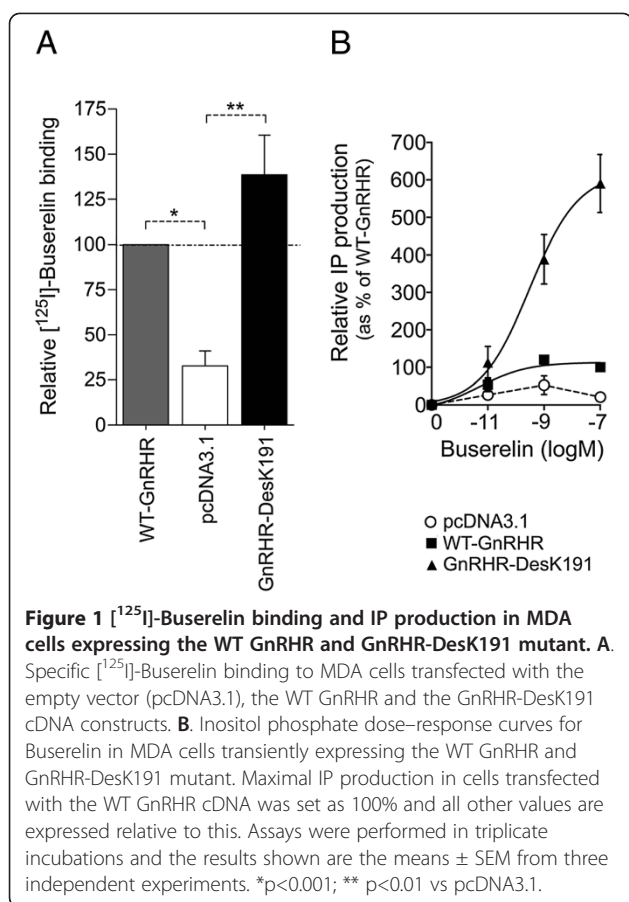 A
B
Relative [¹²⁵I]-Buserelin binding
175
150
125
100
75
50
25
0
*
**
WT-GnRHR
pcDNA3.1
GnRHR-DesK191
Relative IP production
(as % of WT-GnRHR)
700
600
500
400
300
200
100
0
0
-11
-9
-7
Buserelin (logM)
pcDNA3.1
WT-GnRHR
GnRHR-DesK191
Figure 1 [¹²⁵I]-Buserelin binding and IP production in MDA
cells expressing the WT GnRHR and GnRHR-DesK191 mutant. A.
Specific [¹²⁵I]-Buserelin binding to MDA cells transfected with the
empty vector (pcDNA3.1), the WT GnRHR and the GnRHR-DesK191
cDNA constructs. B. Inositol phosphate dose–response curves for
Buserelin in MDA cells transiently expressing the WT GnRHR and
GnRHR-DesK191 mutant. Maximal IP production in cells transfected
with the WT GnRHR cDNA was set as 100% and all other values are
expressed relative to this. Assays were performed in triplicate
incubations and the results shown are the means ± SEM from three
independent experiments. *p<0.001; ** p<0.01 vs pcDNA3.1.